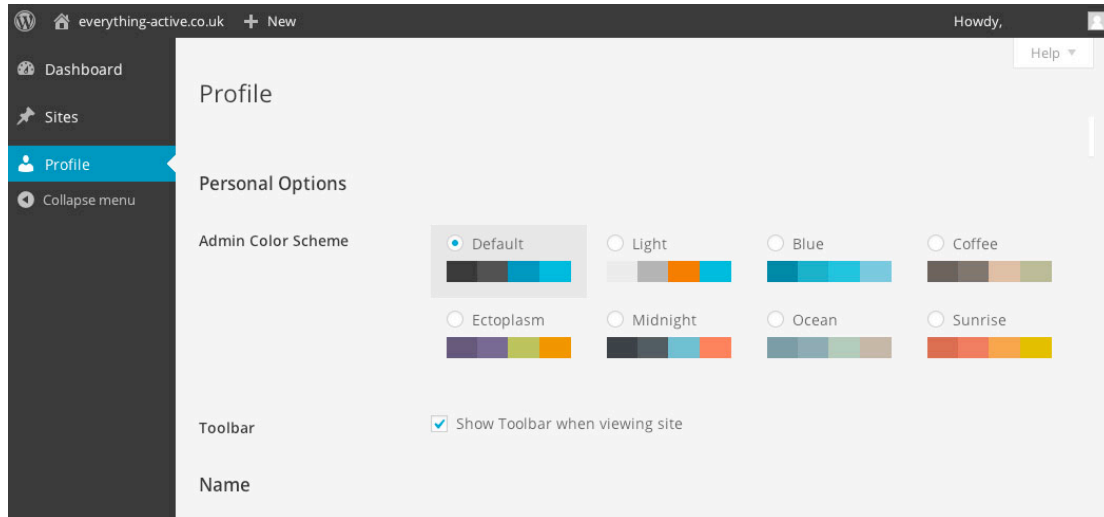 everything-active.co.uk + New Howdy,
Help
Dashboard
Profile
Sites
Profile
Collapse menu
Personal Options
Admin Color Scheme
Default Light Blue Coffee
Ectoplasm Midnight Ocean Sunrise
Toolbar Show Toolbar when viewing site
Name